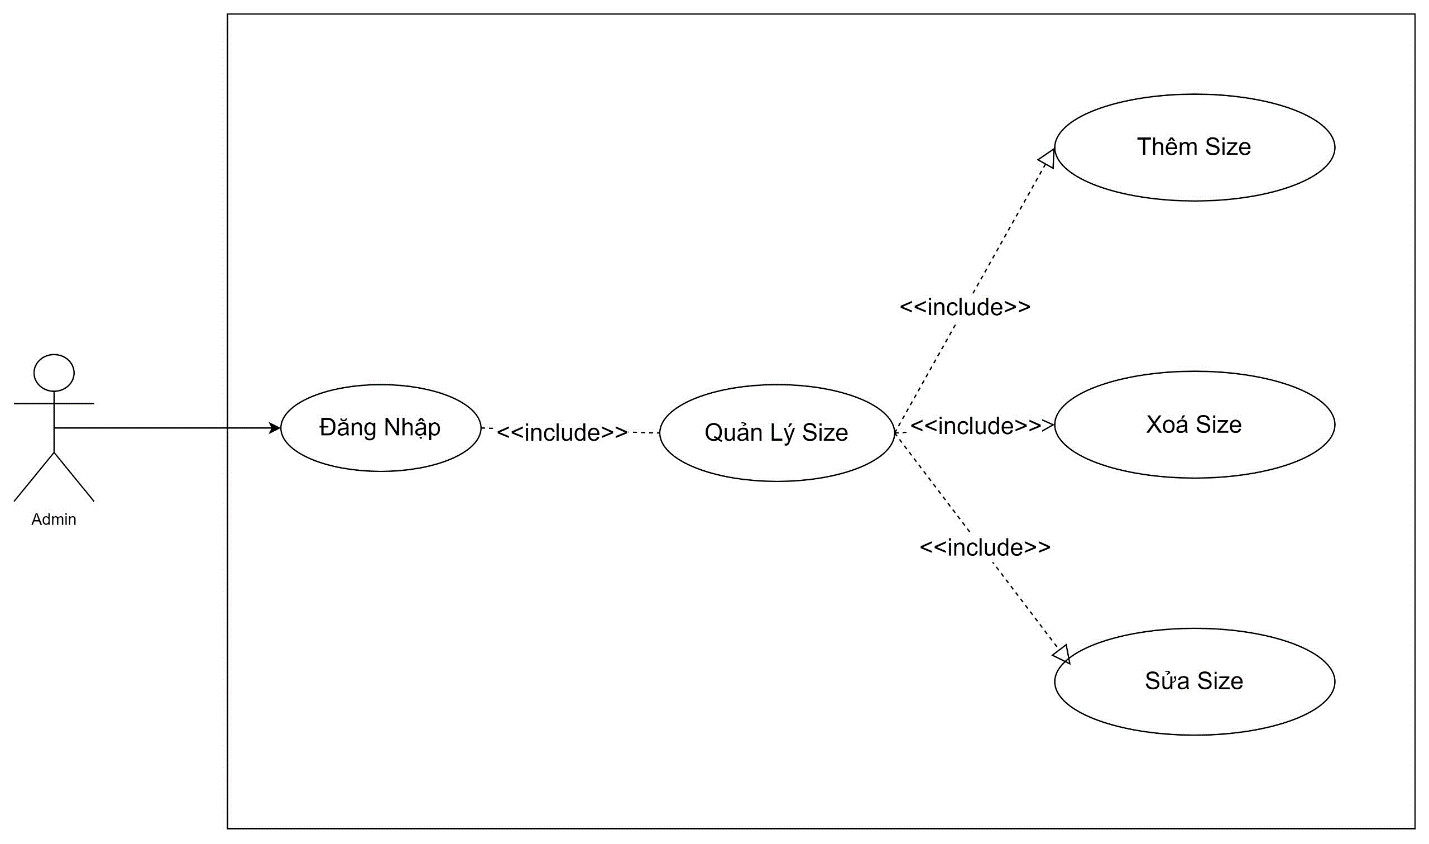 Thêm Size
<<include>>
Đăng Nhập
<<include>>
Quản Lý Size
<<include>>
Xoá Size
Admin
<<include>>
Sửa Size